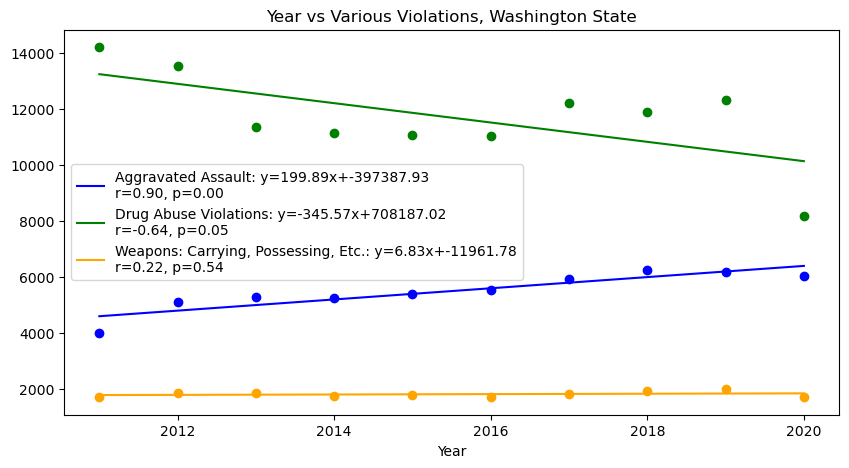 Year vs Various Violations, Washington State
14000
12000
10000
8000
6000
4000
2000
Aggravated Assault: y=199.89x+-397387.93
r=0.90, p=0.00
Drug Abuse Violations: y=-345.57x+708187.02
r=-0.64, p=0.05
Weapons: Carrying, Possessing, Etc.: y=6.83x+-11961.78
r=0.22, p=0.54
2012 2014 2016 2018 2020
Year